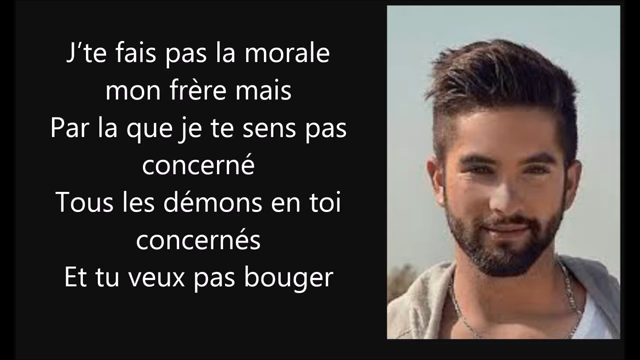 J’te fais pas la morale
mon frère mais
Par la que je te sens pas
concerné
Tous les démons en toi
concernés
Et tu veux pas bouger